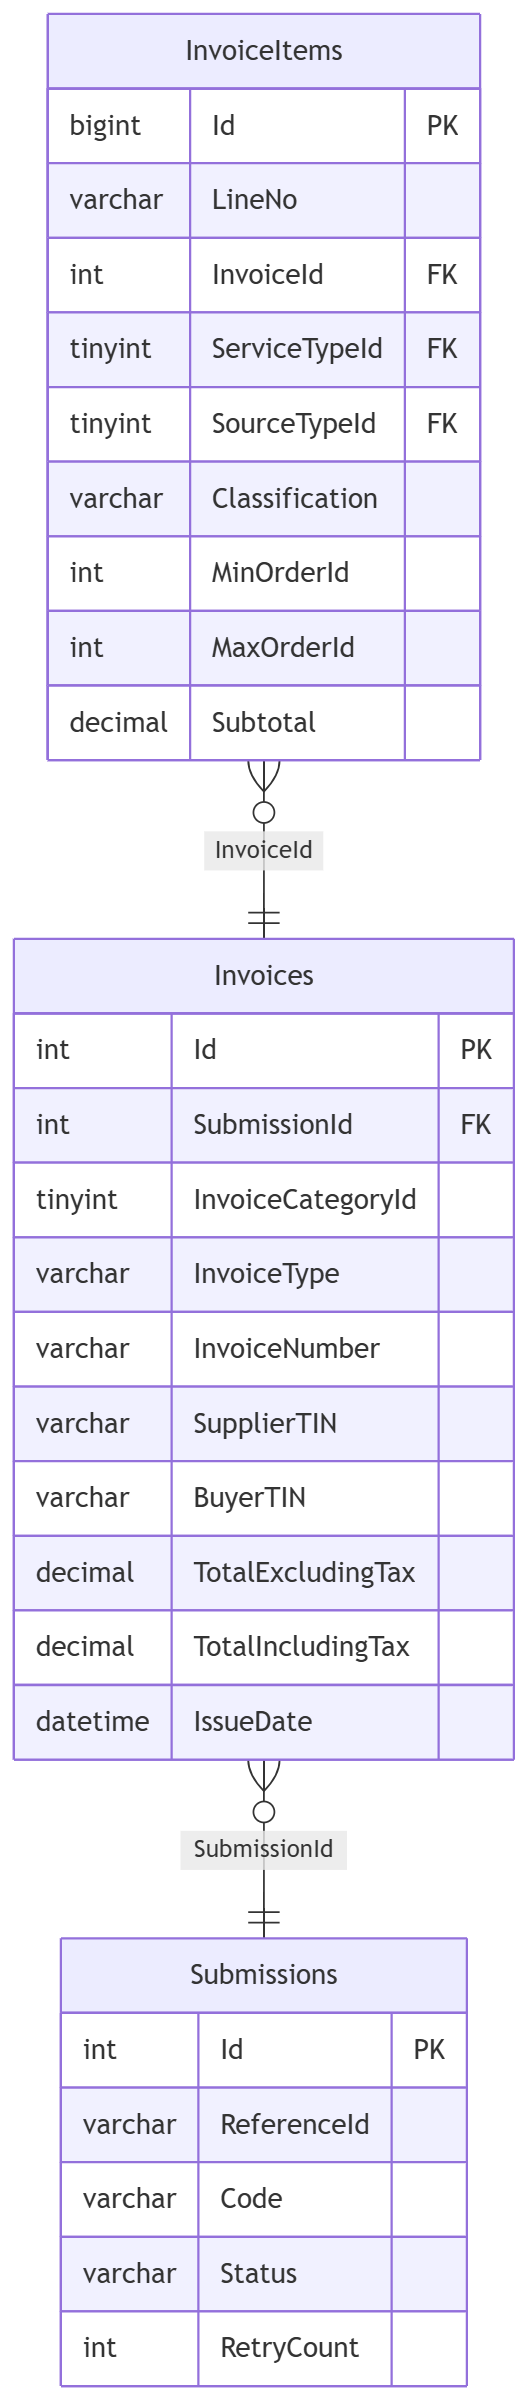 InvoiceItems
bigint Id PK
varchar LineNo
int InvoiceId FK
tinyint ServiceTypeId FK
tinyint SourceTypeId FK
varchar Classification
int MinOrderId
int MaxOrderId
decimal Subtotal
InvoiceId
Invoices
int Id PK
int SubmissionId FK
tinyint InvoiceCategoryId
varchar InvoiceType
varchar InvoiceNumber
varchar SupplierTIN
varchar BuyerTIN
decimal TotalExcludingTax
decimal TotalIncludingTax
datetime IssueDate
SubmissionId
Submissions
int Id PK
varchar ReferenceId
varchar Code
varchar Status
int RetryCount